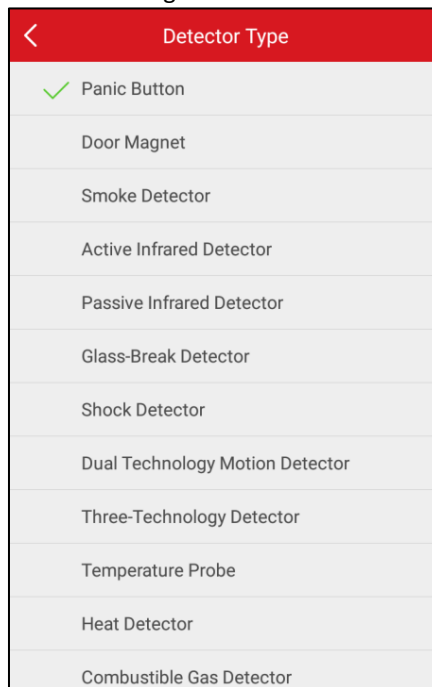 Detector Type
Panic Button
Door Magnet
Smoke Detector
Active Infrared Detector
Passive Infrared Detector
Glass-Break Detector
Shock Detector
Dual Technology Motion Detector
Three-Technology Detector
Temperature Probe
Heat Detector
Combustible Gas Detector